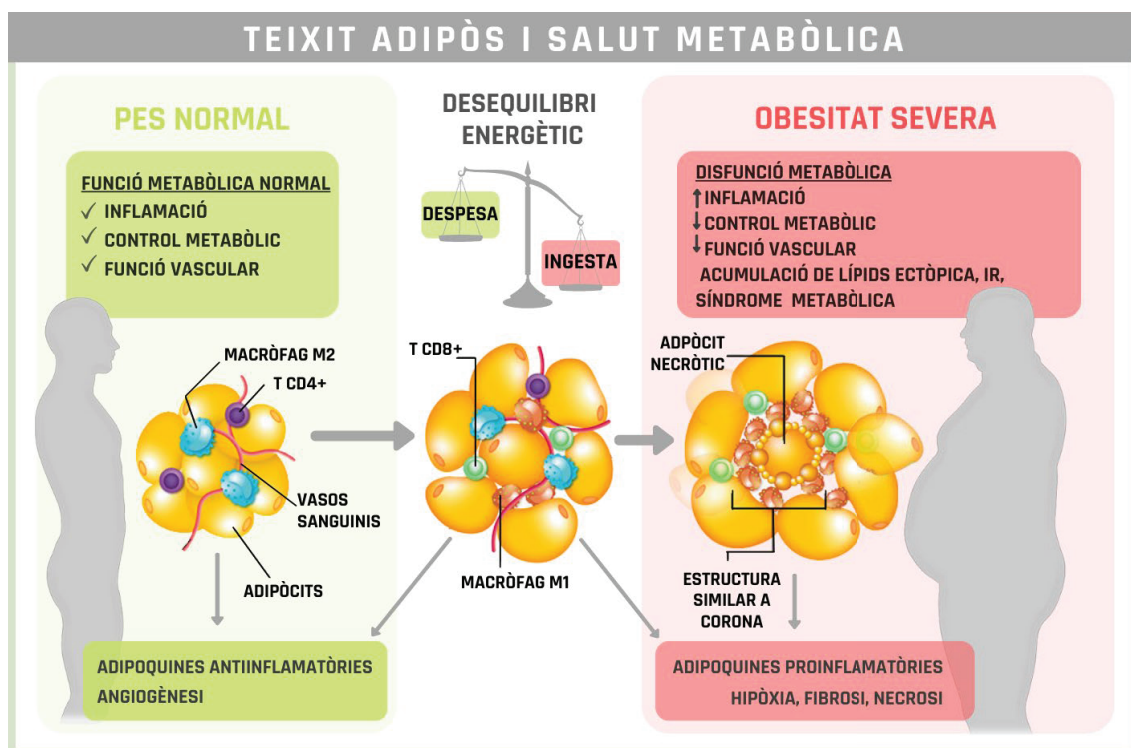 TEIXIT ADIPÒS I SALUT METABÒLICA
PES NORMAL
FUNCIÓ METABÒLICA NORMAL
✓ INFLAMACIÓ
✓ CONTROL METABÒLIC
✓ FUNCIÓ VASCULAR
DESEQUILIBRI
ENERGÈTIC
DESPESA
INGESTA
OBESITAT SEVERA
DISFUNCIÓ METABÒLICA
↑INFLAMACIÓ
↓CONTROL METABÒLIC
↓FUNCIÓ VASCULAR
ACUMULACIÓ DE LÍPIDS ECTÒPICA, IR,
SÍNDROME METABÒLICA
MACRÒFAG M2
T CD4+
VASOS
SANGUINIS
ADIPÒCITS
T CD8+
MACRÒFAG M1
ADPÒCIT
NECRÒTIC
ESTRUCTURA
SIMILAR A
CORONA
ADIPOQUINES ANTIINFLAMATÒRIES
ANGIOGÈNESI
ADIPOQUINES PROINFLAMATÒRIES
HIPÒXIA, FIBROSI, NECROSI